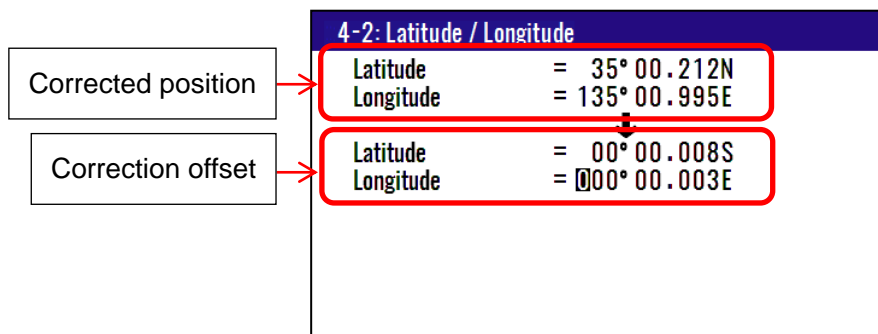 4-2: Latitude / Longitude
Corrected position
Latitude = 35° 00.212N
Longitude = 135° 00.995E
Correction offset
Latitude = 00° 00.008S
Longitude = 000° 00.003E